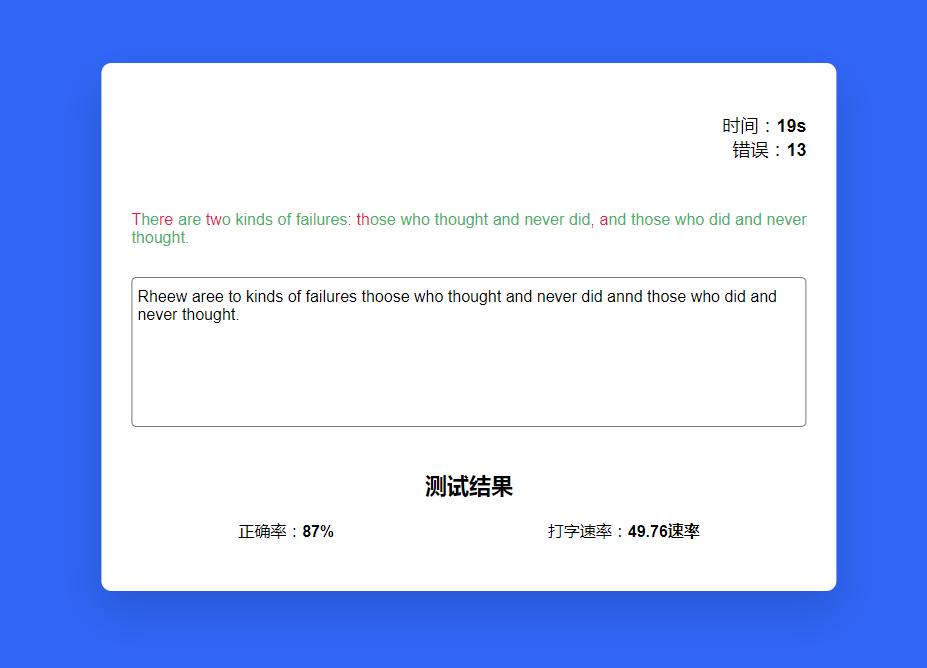 时间：19s
错误：13
There are two kinds of failures: those who thought and never did, and those who did and never
thought.
Rheew aree to kinds of failures thoose who thought and never did annd those who did and
never thought.
测试结果
正确率：87% 打字速率：49.76速率